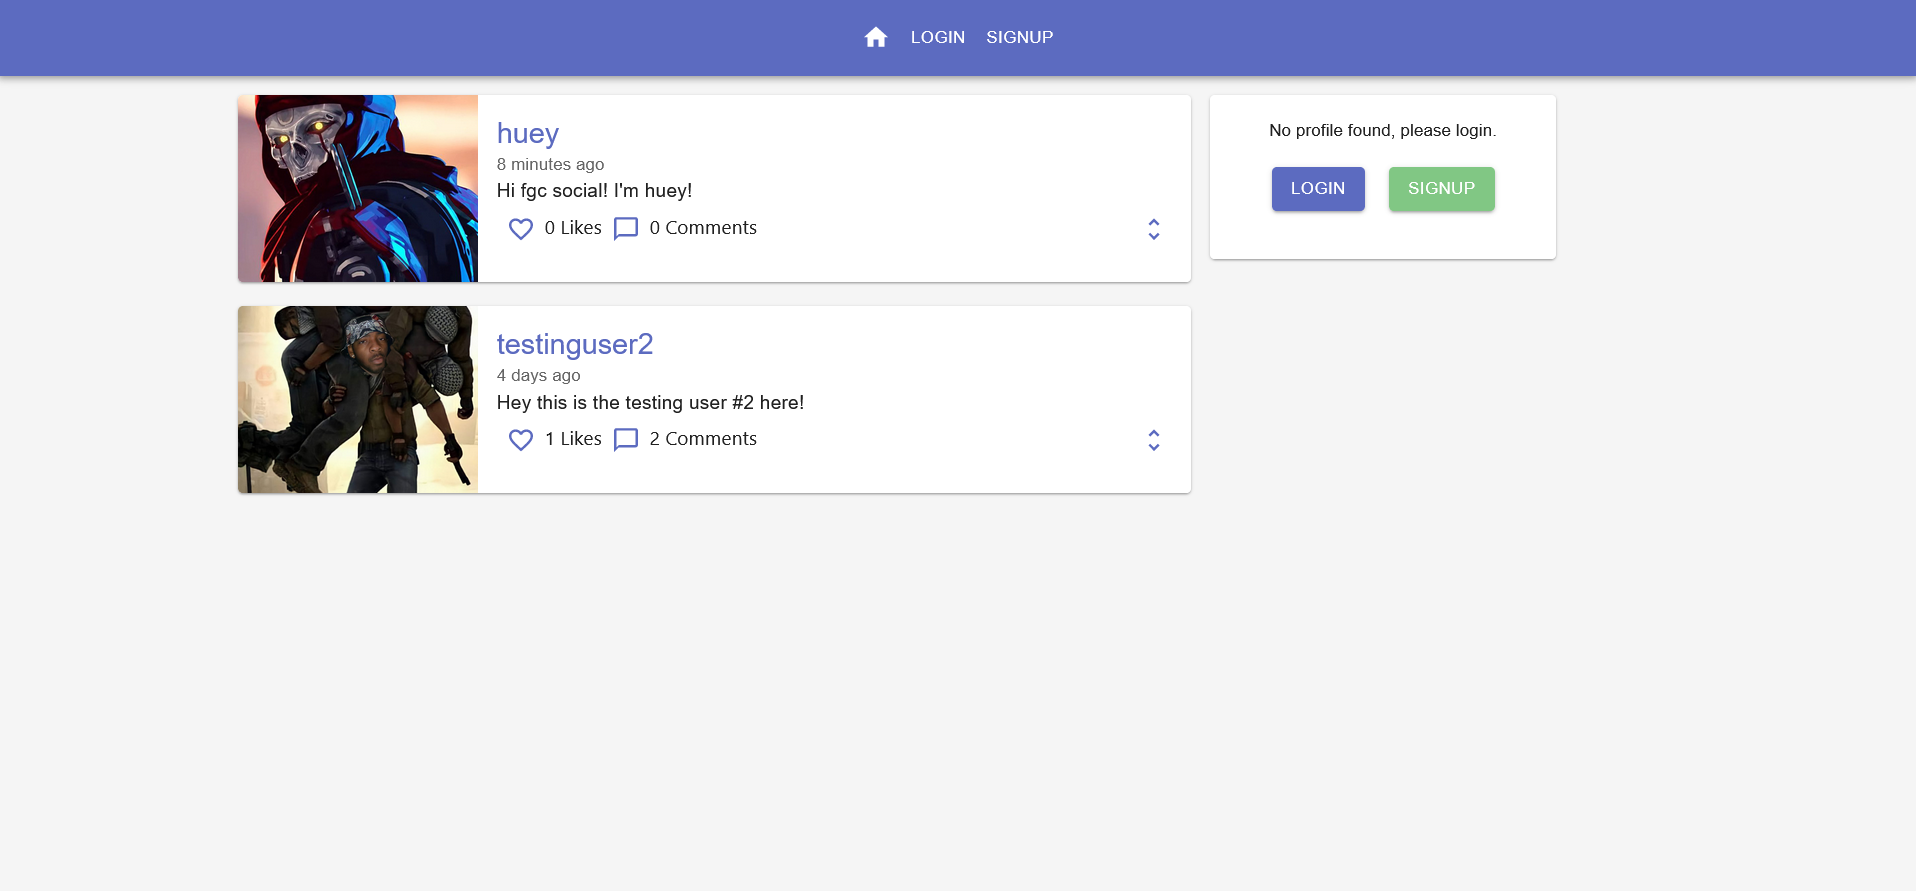 LOGIN SIGNUP
huey
8 minutes ago
Hi fgc social! I'm huey!
0 Likes 0 Comments
testinguser2
4 days ago
Hey this is the testing user #2 here!
1 Likes 2 Comments
No profile found, please login.
LOGIN SIGNUP